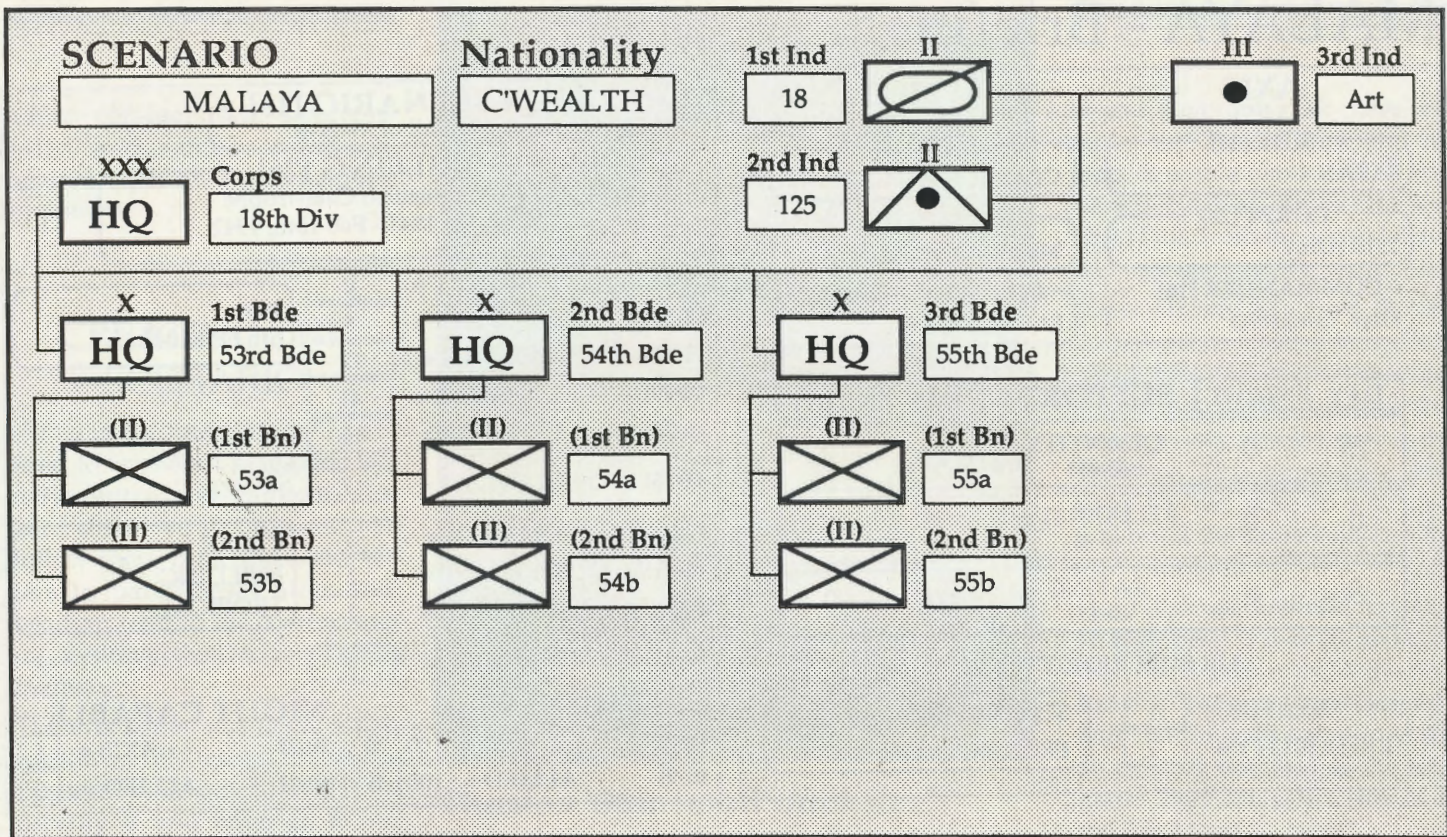 SCENARIO
MALAYA
Nationality
C'WEALTH
1st Ind
18
II
III
3rd Ind
Art
2nd Ind
125
II
XXX
HQ
Corps
18th Div
X
HQ
1st Bde
53rd Bde
X
HQ
2nd Bde
54th Bde
X
HQ
3rd Bde
55th Bde
(II)
(1st Bn)
53a
(II)
(1st Bn)
54a
(II)
(1st Bn)
55a
(II)
(2nd Bn)
53b
(II)
(2nd Bn)
54b
(II)
(2nd Bn)
55b